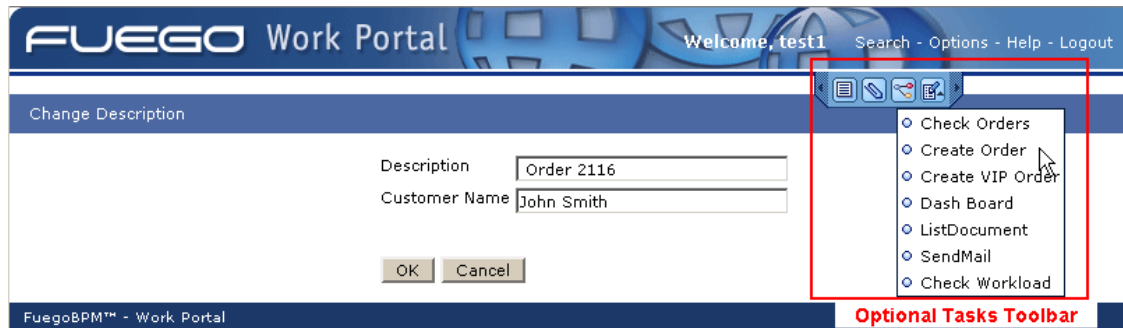 FUEGO Work Portal
Welcome, test1 Search - Options - Help - Logout
Change Description
Check Orders
Create Order
Create VIP Order
Dash Board
ListDocument
SendMail
Check Workload
Description Order 2116
Customer Name John Smith
OK Cancel
FuegoBPM™ - Work Portal
Optional Tasks Toolbar